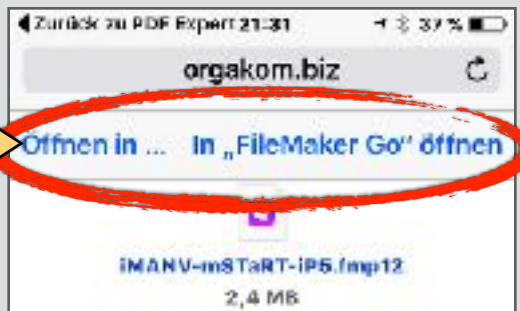 Zurück zu PDF Expert 21:31 37 %
orgakom.biz
Öffnen in ... In „FileMaker Go“ öffnen
iMANV-mSTaRT-iP5.fmp12
2,4 MB